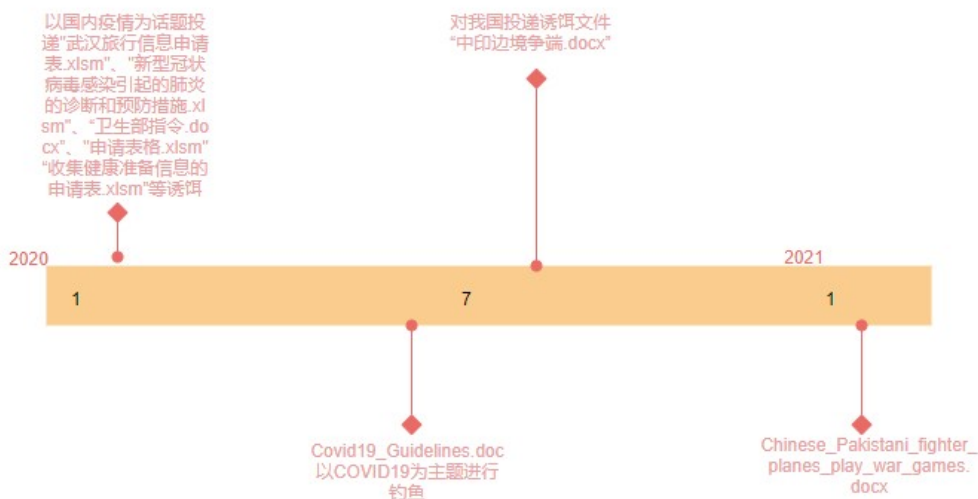 以国内疫情为话题投
递"武汉旅行信息申请
表.xlsm"、"新型冠状
病毒感染引起的肺炎
的诊断和预防措施.xl
sm"、“卫生部指令.do
cx"、"申请表格.xlsm"
“收集健康准备信息的
申请表.xlsm”等诱饵
对我国投递诱饵文件
“中印边境争端.docx”
2020
2021
1
7
1
Covid19_Guidelines.doc
以COVID19为主题进行
钓鱼
Chinese_Pakistani_fighter_
planes_play_war_games.
docx